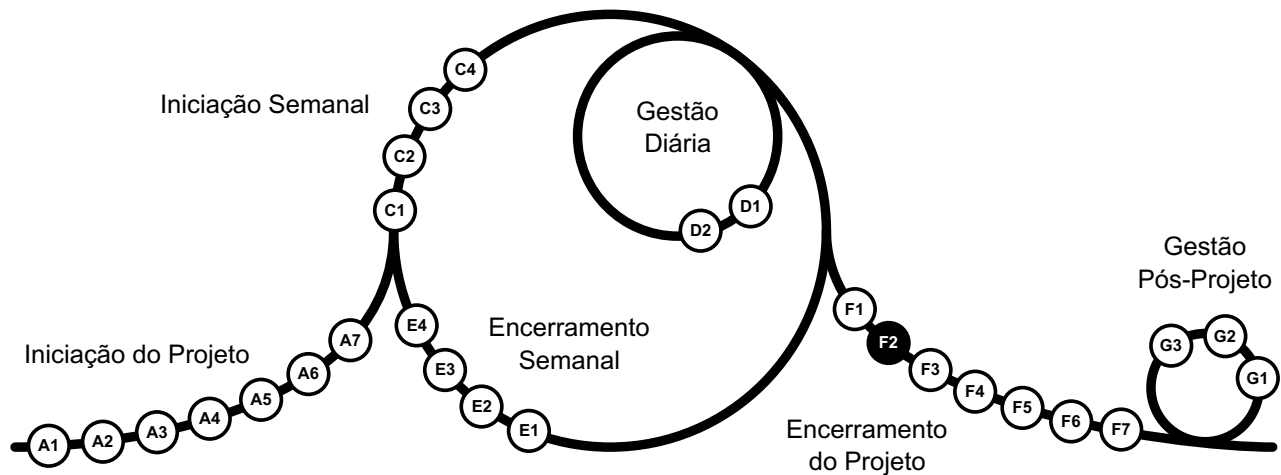 Iniciação Semanal
C4
C3
C2
C1
Gestão
Diária
D1
D2
Iniciação do Projeto
A1
A2
A3
A4
A5
A6
A7
Encerramento
Semanal
E4
E3
E2
E1
Encerramento
do Projeto
F1
F2
F3
F4
F5
F6
F7
Gestão
Pós-Projeto
G3
G2
G1